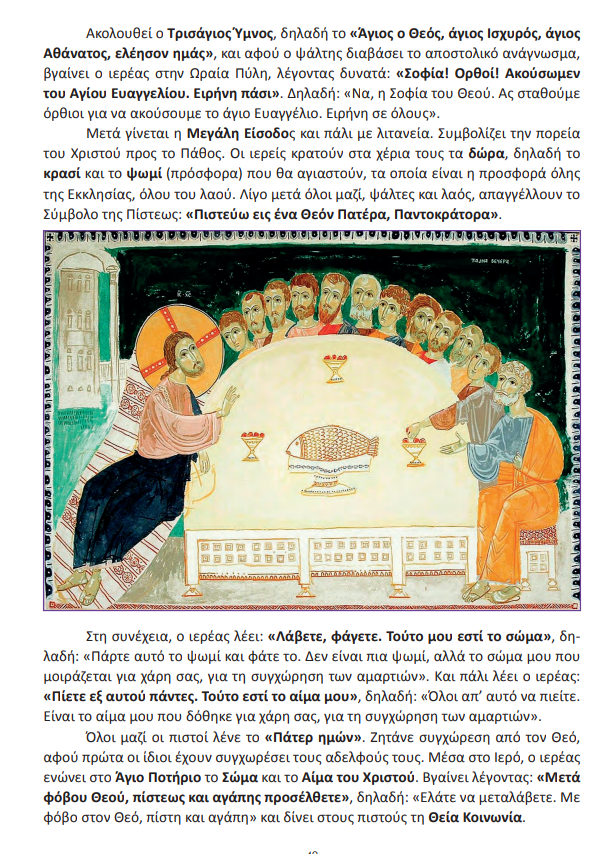 Ακολουθεί ο Τρισάγιος Ύμνος, δηλαδή το «Άγιος ο Θεός, άγιος Ισχυρός, άγιος
Αθάνατος, ελέησον ημάς», και αφού ο ψάλτης διαβάσει το αποστολικό ανάγνωσμα,
βγαίνει ο ιερέας στην Ωραία Πύλη, λέγοντας δυνατά: «Σοφία! Ορθοί! Ακούσωμεν
του Αγίου Ευαγγελίου. Ειρήνη πάσι». Δηλαδή: «Να, η Σοφία του Θεού. Ας σταθούμε
όρθιοι για να ακούσουμε το άγιο Ευαγγέλιο. Ειρήνη σε όλους».
Μετά γίνεται η Μεγάλη Είσοδος και πάλι με λιτανεία. Συμβολίζει την πορεία
του Χριστού προς το Πάθος. Οι ιερείς κρατούν στα χέρια τους τα δώρα, δηλαδή το
κρασί και το ψωμί (πρόσφορα) που θα αγιαστούν, τα οποία είναι η προσφορά όλης
της Εκκλησίας, όλου του λαού. Λίγο μετά όλοι μαζί, ψάλτες και λαός, απαγγέλλουν το
Σύμβολο της Πίστεως: «Πιστεύω εις ένα Θεόν Πατέρα, Παντοκράτορα».
Στη συνέχεια, ο ιερέας λέει: «Λάβετε, φάγετε. Τούτο μου εστί το σώμα», δη-
λαδή: «Πάρτε αυτό το ψωμί και φάτε το. Δεν είναι πια ψωμί, αλλά το σώμα μου που
μοιράζεται για χάρη σας, για τη συγχώρηση των αμαρτιών». Και πάλι λέει ο ιερέας:
«Πίετε εξ αυτού πάντες. Τούτο εστί το αίμα μου», δηλαδή: «Όλοι απ’ αυτό να πιείτε.
Είναι το αίμα μου που δόθηκε για χάρη σας, για τη συγχώρηση των αμαρτιών».
Όλοι μαζί οι πιστοί λένε το «Πάτερ ημών». Ζητάνε συγχώρεση από τον Θεό,
αφού πρώτα οι ίδιοι έχουν συγχωρέσει τους αδελφούς τους. Μέσα στο Ιερό, ο ιερέας
ενώνει στο Άγιο Ποτήριο το Σώμα και το Αίμα του Χριστού. Βγαίνει λέγοντας: «Μετά
φόβου Θεού, πίστεως και αγάπης προσέλθετε», δηλαδή: «Ελάτε να μεταλάβετε. Με
φόβο στον Θεό, πίστη και αγάπη» και δίνει στους πιστούς τη Θεία Κοινωνία.